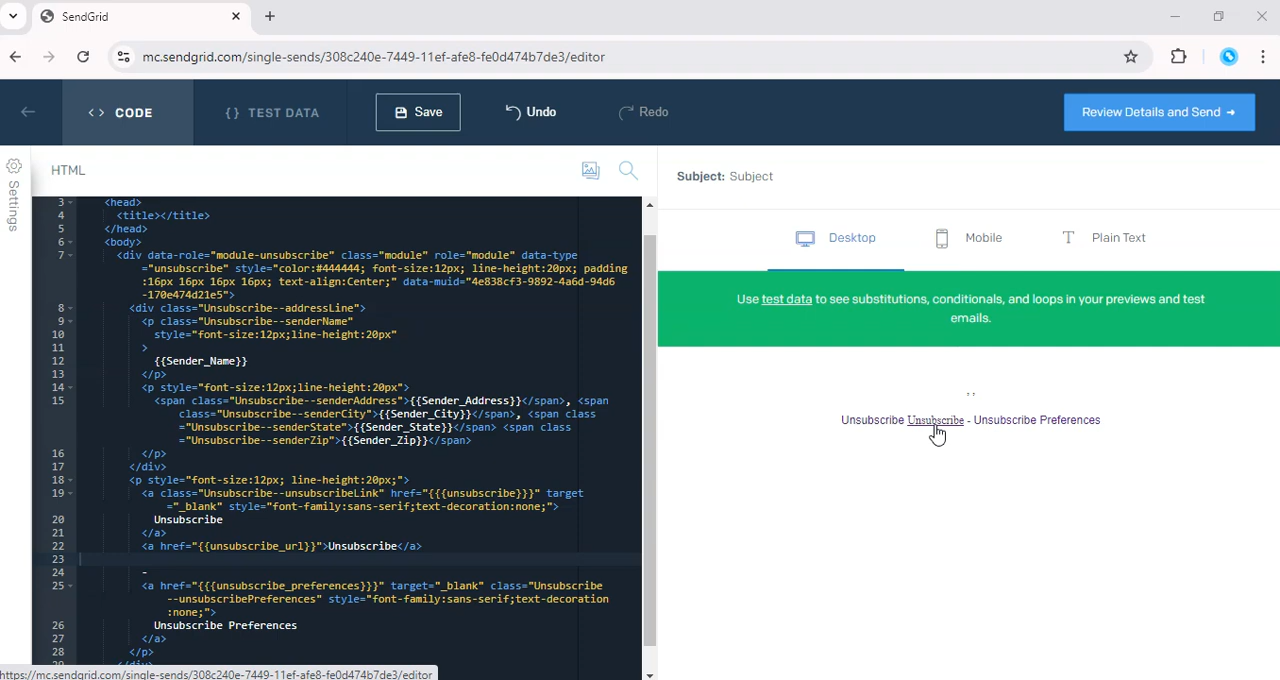 SendGrid
mc.sendgrid.com/single-sends/308c240e-7449-11ef-afe8-fe0d474b7de3/editor
<> CODE
{} TEST DATA
Save
Undo
Redo
Review Details and Send →
Settings
HTML
Subject: Subject
Desktop
Mobile
T Plain Text
Use test data to see substitutions, conditionals, and loops in your previews and test
emails.
, ,
Unsubscribe Unsubscribe - Unsubscribe Preferences
3 <head>
4 <title></title>
5 </head>
6 <body>
7 <div data-role="module-unsubscribe" class="module" role="module" data-type
="unsubscribe" style="color:#444444; font-size:12px; line-height:20px; padding
:16px 16px 16px 16px; text-align:Center;" data-muid="4e838cf3-9892-4a6d-94d6
-170e474d21e5">
8 <div class="Unsubscribe--addressLine">
9 <p class="Unsubscribe--senderName"
10 style="font-size:12px;line-height:20px"
11 >
12 {{Sender_Name}}
13 </p>
14 <p style="font-size:12px;line-height:20px">
15 <span class="Unsubscribe--senderAddress">{{Sender_Address}}</span>, <span
class="Unsubscribe--senderCity">{{Sender_City}}</span>, <span class
="Unsubscribe--senderState">{{Sender_State}}</span> <span class
="Unsubscribe--senderZip">{{Sender_Zip}}</span>
16 </p>
17 </div>
18 <p style="font-size:12px; line-height:20px;">
19 <a class="Unsubscribe--unsubscribeLink" href="{{{unsubscribe}}}" target
="_blank" style="font-family:sans-serif;text-decoration:none;">
20 Unsubscribe
21 </a>
22 <a href="{{unsubscribe_url}}">Unsubscribe</a>
23
24 -
25 <a href="{{{unsubscribe_preferences}}}" target="_blank" class="Unsubscribe
--unsubscribePreferences" style="font-family:sans-serif;text-decoration
:none;">
26 Unsubscribe Preferences
27 </a>
28 </p>
29 </div>
https://mc.sendgrid.com/single-sends/308c240e-7449-11ef-afe8-fe0d474b7de3/editor